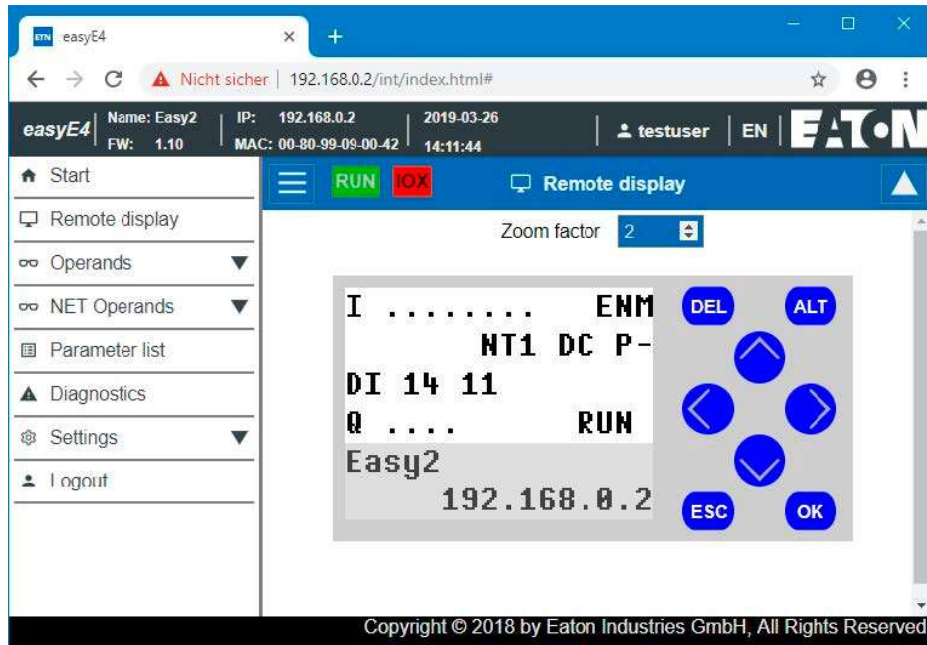 ETN easyE4
Nicht sicher | 192.168.0.2/int/index.html#
easyE4
Name: Easy2
FW: 1.10
IP: 192.168.0.2
MAC: 00-80-99-09-00-42
2019-03-26
14:11:44
testuser
EN
EATON
Start
Remote display
Operands
NET Operands
Parameter list
Diagnostics
Settings
Logout
RUN IOX Remote display
Zoom factor 2
I ........ ENM
NT1 DC P-
DI 14 11
Q .... RUN
Easy2
192.168.0.2
DEL ALT
ESC OK
Copyright © 2018 by Eaton Industries GmbH, All Rights Reserved